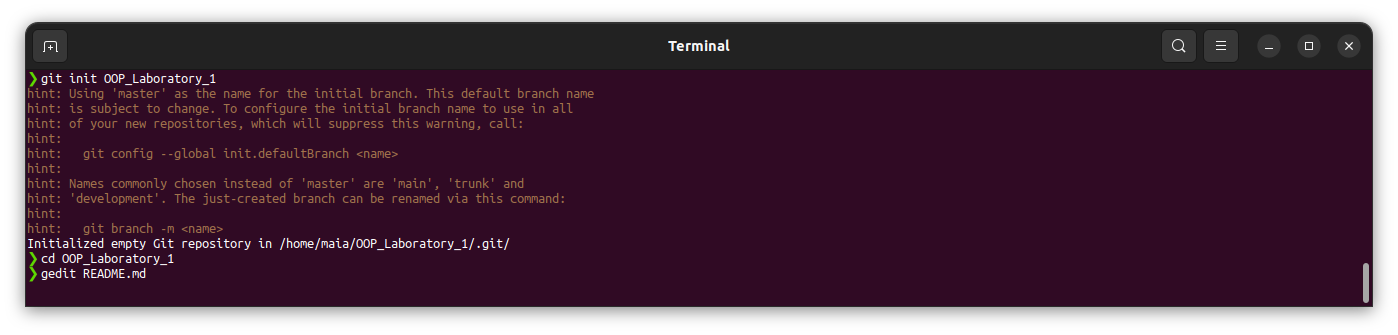 Terminal
❯ git init OOP_Laboratory_1
hint: Using 'master' as the name for the initial branch. This default branch name
hint: is subject to change. To configure the initial branch name to use in all
hint: of your new repositories, which will suppress this warning, call:
hint:
hint:   git config --global init.defaultBranch <name>
hint:
hint: Names commonly chosen instead of 'master' are 'main', 'trunk' and
hint: 'development'. The just-created branch can be renamed via this command:
hint:
hint:   git branch -m <name>
Initialized empty Git repository in /home/maia/OOP_Laboratory_1/.git/
❯ cd OOP_Laboratory_1
❯ gedit README.md